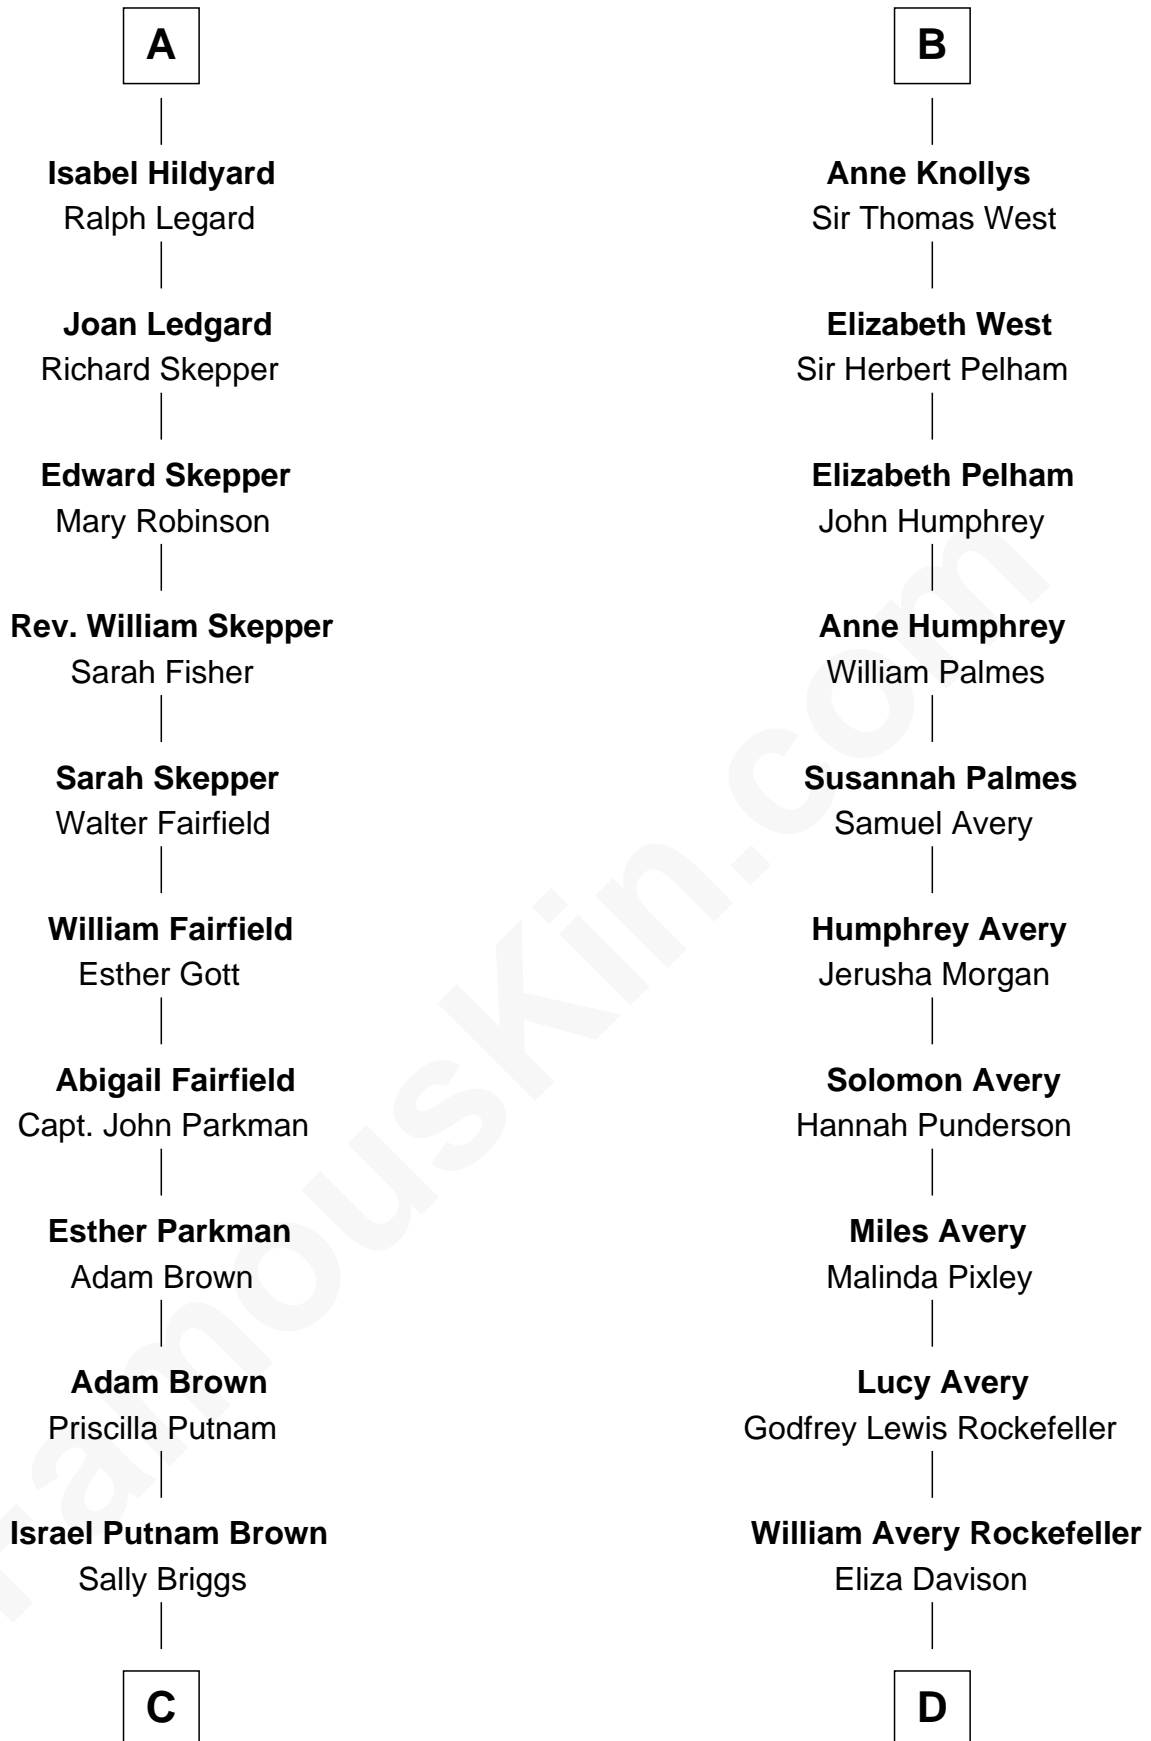 A
Isabel Hildyard
Ralph Legard
Joan Ledgard
Richard Skepper
Edward Skepper
Mary Robinson
Rev. William Skepper
Sarah Fisher
Sarah Skepper
Walter Fairfield
William Fairfield
Esther Gott
Abigail Fairfield
Capt. John Parkman
Esther Parkman
Adam Brown
Adam Brown
Priscilla Putnam
Israel Putnam Brown
Sally Briggs
C
B
Anne Knollys
Sir Thomas West
Elizabeth West
Sir Herbert Pelham
Elizabeth Pelham
John Humphrey
Anne Humphrey
William Palmes
Susannah Palmes
Samuel Avery
Humphrey Avery
Jerusha Morgan
Solomon Avery
Hannah Punderson
Miles Avery
Malinda Pixley
Lucy Avery
Godfrey Lewis Rockefeller
William Avery Rockefeller
Eliza Davison
D
FamousKin.com